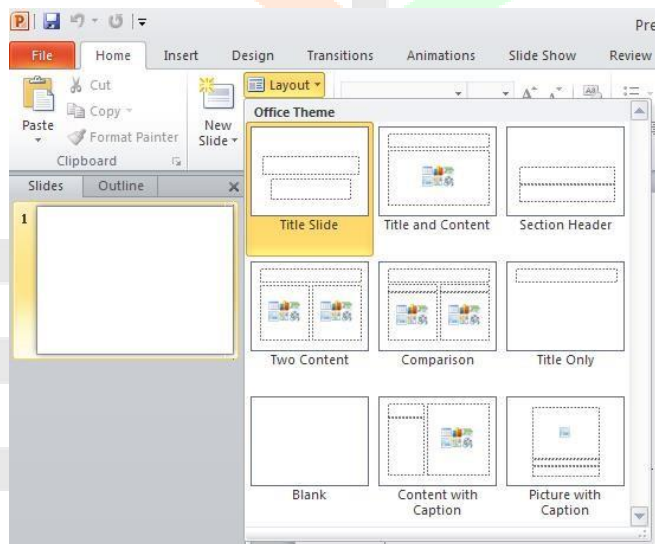 P
Pre
File Home Insert Design Transitions Animations Slide Show Review
Cut
Copy
Format Painter
Paste
Clipboard
New
Slide
Layout
Slides Outline
1
Office Theme
Title Slide Title and Content Section Header
Two Content Comparison Title Only
Blank Content with Caption Picture with Caption